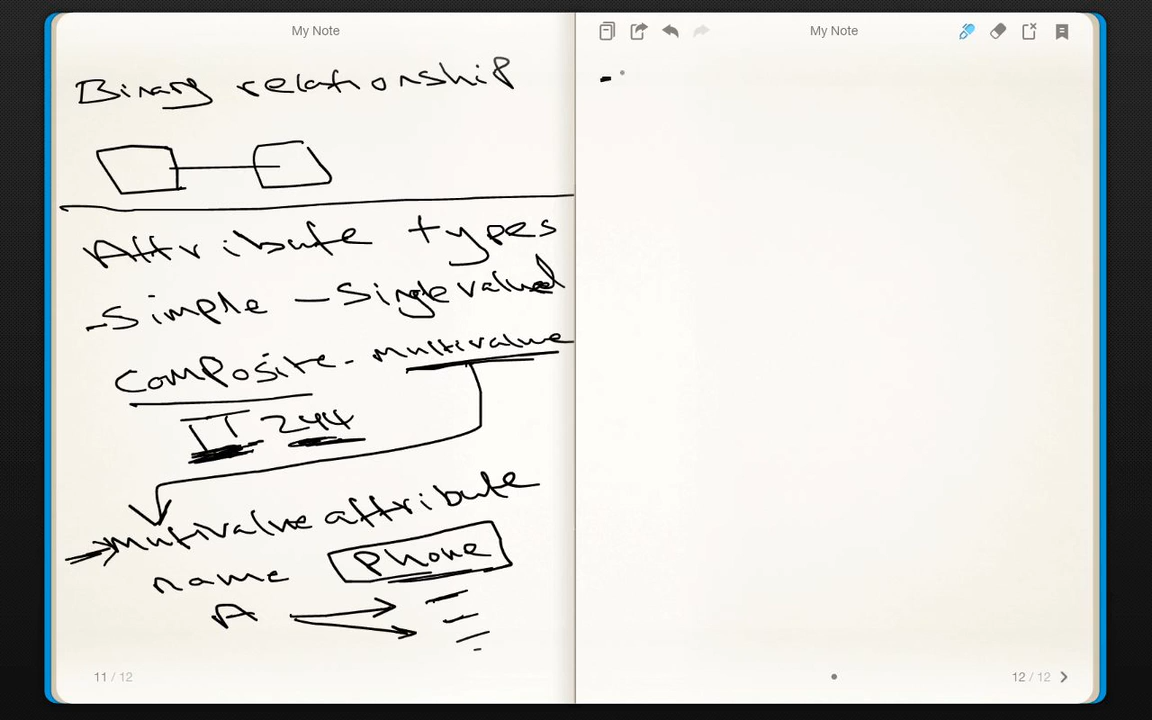 My Note
Binary relationship
Attribute types
- Simple - Single valued
Composite - multivalue
IT 244
Mutivalue attribute
name Phone
A
11 / 12
My Note
-
12 / 12